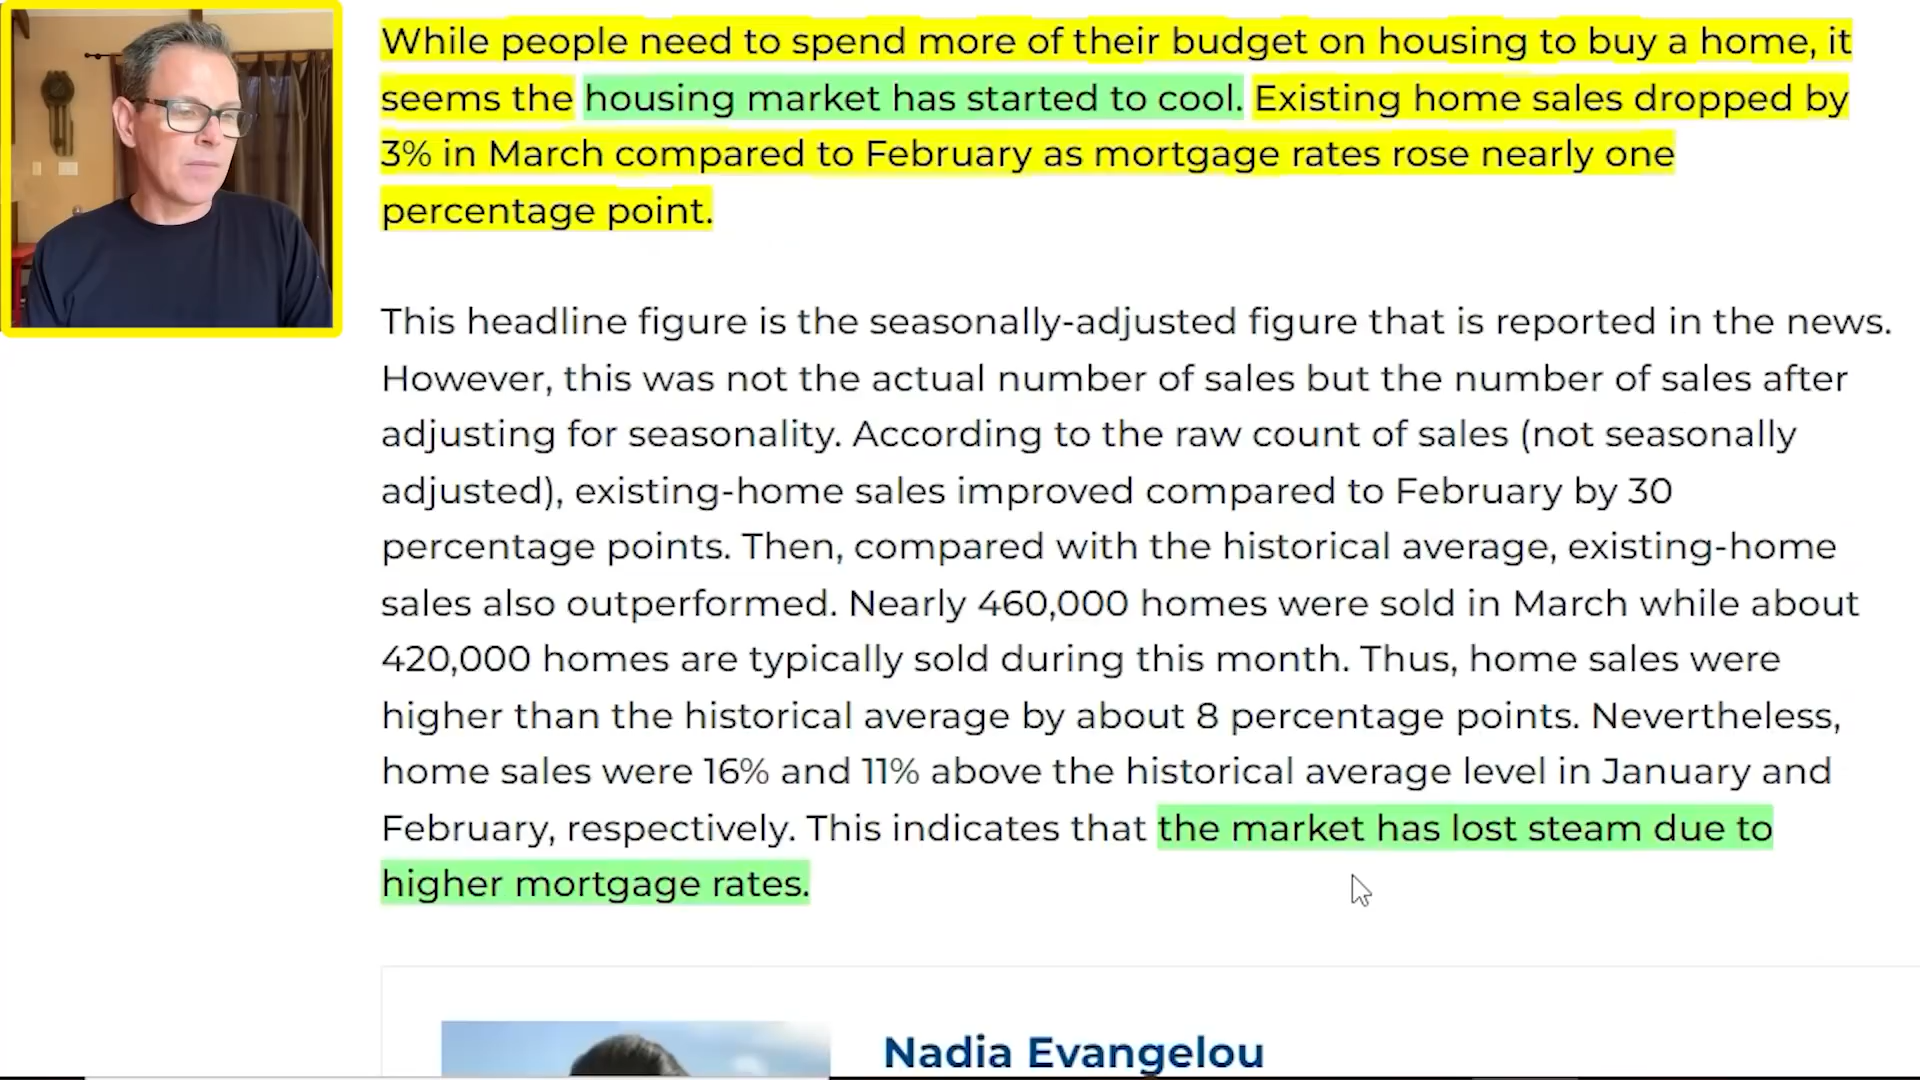 While people need to spend more of their budget on housing to buy a home, it
seems the housing market has started to cool. Existing home sales dropped by
3% in March compared to February as mortgage rates rose nearly one
percentage point.
This headline figure is the seasonally-adjusted figure that is reported in the news.
However, this was not the actual number of sales but the number of sales after
adjusting for seasonality. According to the raw count of sales (not seasonally
adjusted), existing-home sales improved compared to February by 30
percentage points. Then, compared with the historical average, existing-home
sales also outperformed. Nearly 460,000 homes were sold in March while about
420,000 homes are typically sold during this month. Thus, home sales were
higher than the historical average by about 8 percentage points. Nevertheless,
home sales were 16% and 11% above the historical average level in January and
February, respectively. This indicates that the market has lost steam due to
higher mortgage rates.
Nadia Evangelou